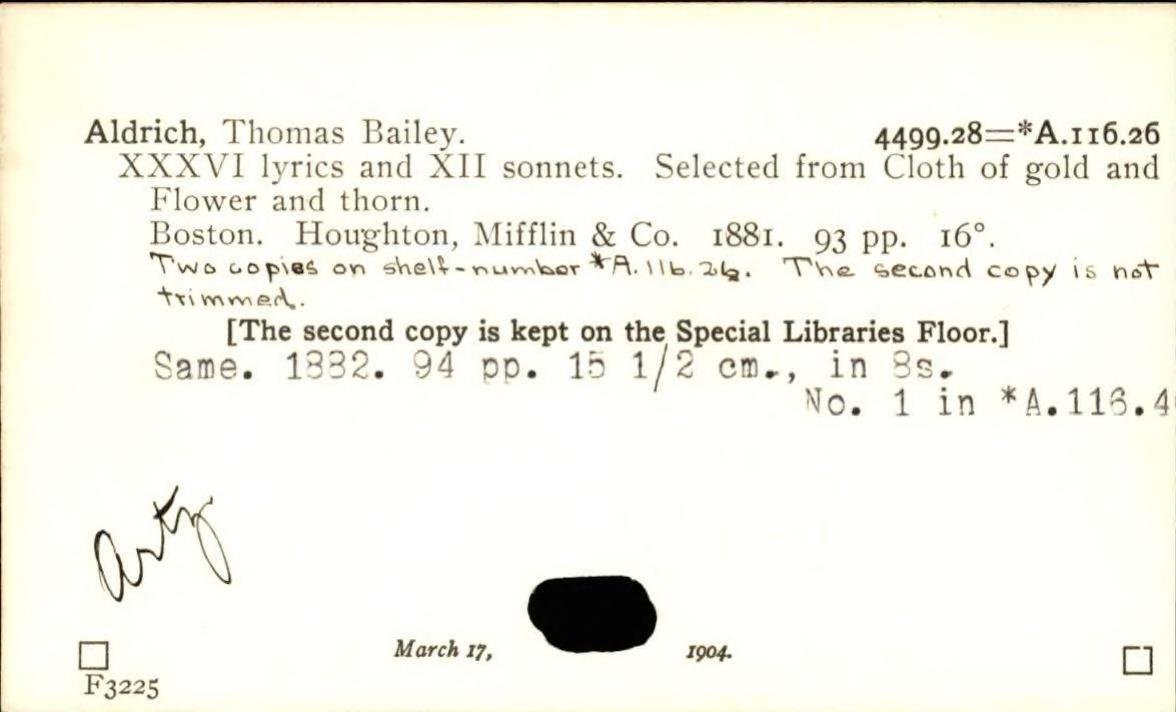 Aldrich, Thomas Bailey. 4499.28=*A.116.26
XXXVI lyrics and XII sonnets. Selected from Cloth of gold and
Flower and thorn.
Boston. Houghton, Mifflin & Co. 1881. 93 pp. 16°.
Two copies on shelf-number *A.116.26. The second copy is not
trimmed.
[The second copy is kept on the Special Libraries Floor.]
Same. 1882. 94 pp. 15 1/2 cm., in 8s.
No. 1 in *A.116.4
Artz
March 17, 1904.
F3225